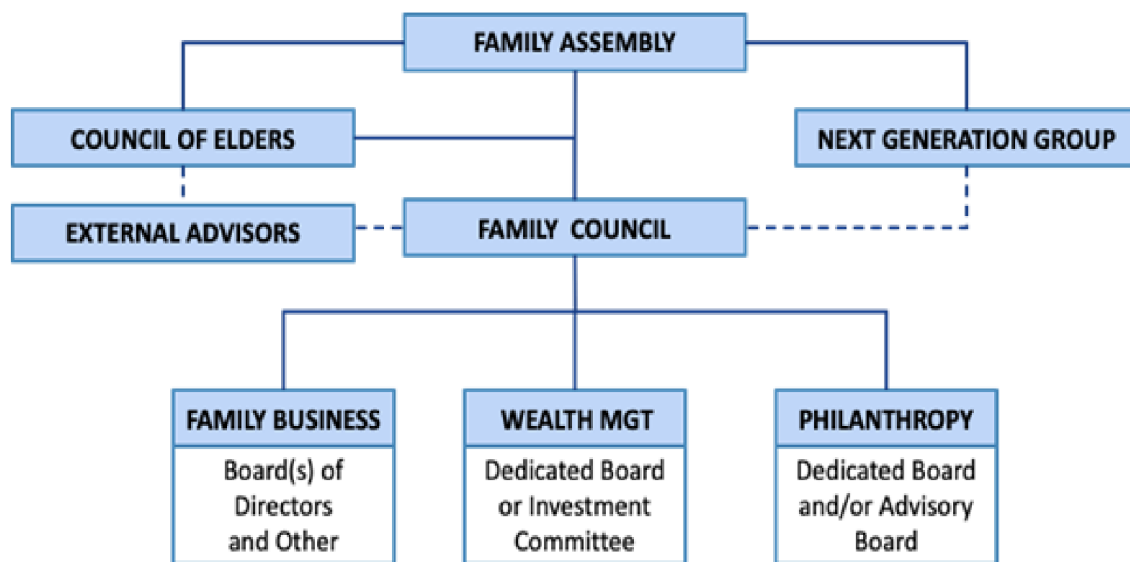 FAMILY ASSEMBLY
COUNCIL OF ELDERS
NEXT GENERATION GROUP
EXTERNAL ADVISORS
FAMILY COUNCIL
FAMILY BUSINESS
Board(s) of
Directors
and Other
WEALTH MGT
Dedicated Board
or Investment
Committee
PHILANTHROPY
Dedicated Board
and/or Advisory
Board